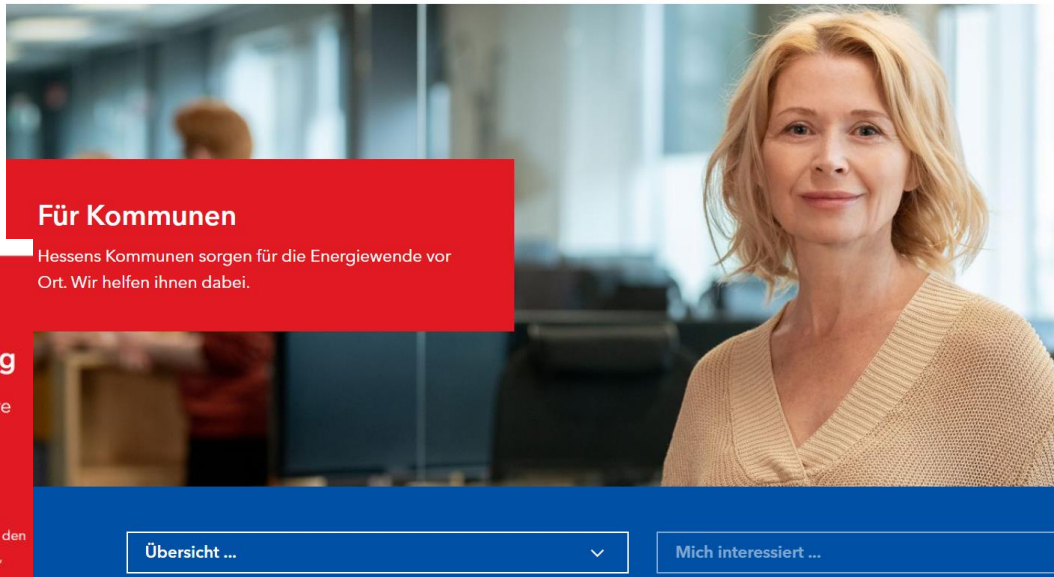 Für Kommunen
Hessens Kommunen sorgen für die Energiewende vor
Ort. Wir helfen ihnen dabei.
g
e
den
,
Übersicht ...
Mich interessiert ...